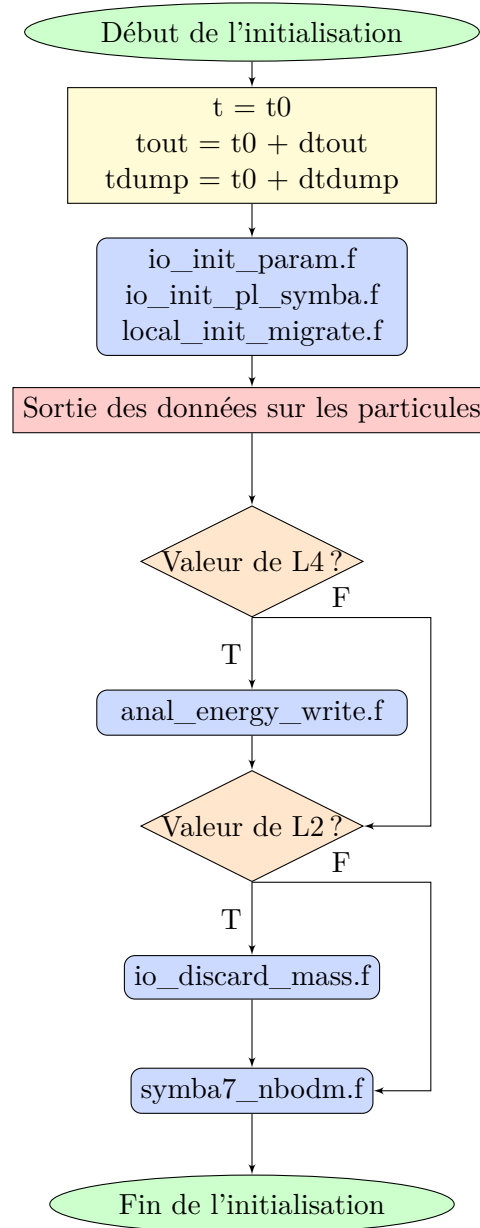 Début de l'initialisation
t = t0
tout = t0 + dtout
tdump = t0 + dtdump
io_init_param.f
io_init_pl_symba.f
local_init_migrate.f
Sortie des données sur les particules
Valeur de L4 ?
F
T
anal_energy_write.f
Valeur de L2 ?
F
T
io_discard_mass.f
symba7_nbodm.f
Fin de l'initialisation